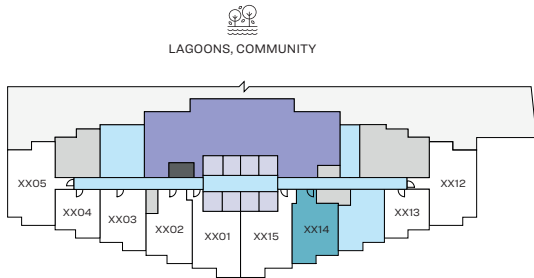 LAGOONS, COMMUNITY
XX05
XX04
XX03
XX02
XX01
XX15
XX14
XX13
XX12